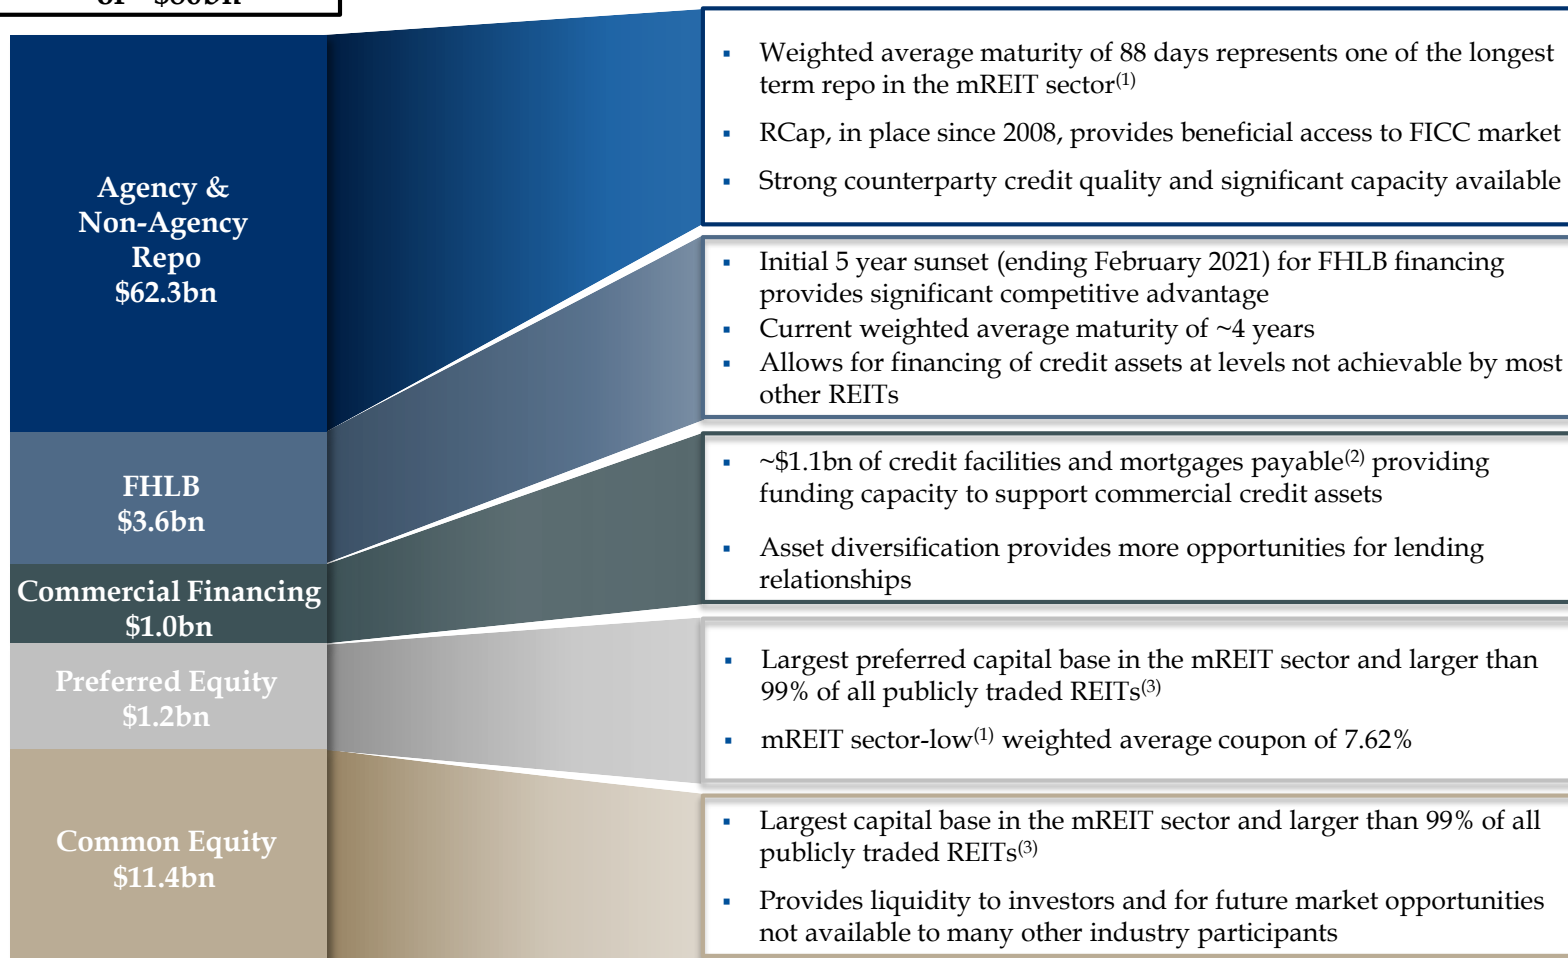 Agency &
Non-Agency
Repo
$62.3bn
▪ Weighted average maturity of 88 days represents one of the longest
term repo in the mREIT sector(1)
▪ RCap, in place since 2008, provides beneficial access to FICC market
▪ Strong counterparty credit quality and significant capacity available
FHLB
$3.6bn
▪ Initial 5 year sunset (ending February 2021) for FHLB financing
provides significant competitive advantage
▪ Current weighted average maturity of ~4 years
▪ Allows for financing of credit assets at levels not achievable by most
other REITs
Commercial Financing
$1.0bn
▪ ~$1.1bn of credit facilities and mortgages payable(2) providing
funding capacity to support commercial credit assets
▪ Asset diversification provides more opportunities for lending
relationships
Preferred Equity
$1.2bn
▪ Largest preferred capital base in the mREIT sector and larger than
99% of all publicly traded REITs(3)
▪ mREIT sector-low(1) weighted average coupon of 7.62%
Common Equity
$11.4bn
▪ Largest capital base in the mREIT sector and larger than 99% of all
publicly traded REITs(3)
▪ Provides liquidity to investors and for future market opportunities
not available to many other industry participants